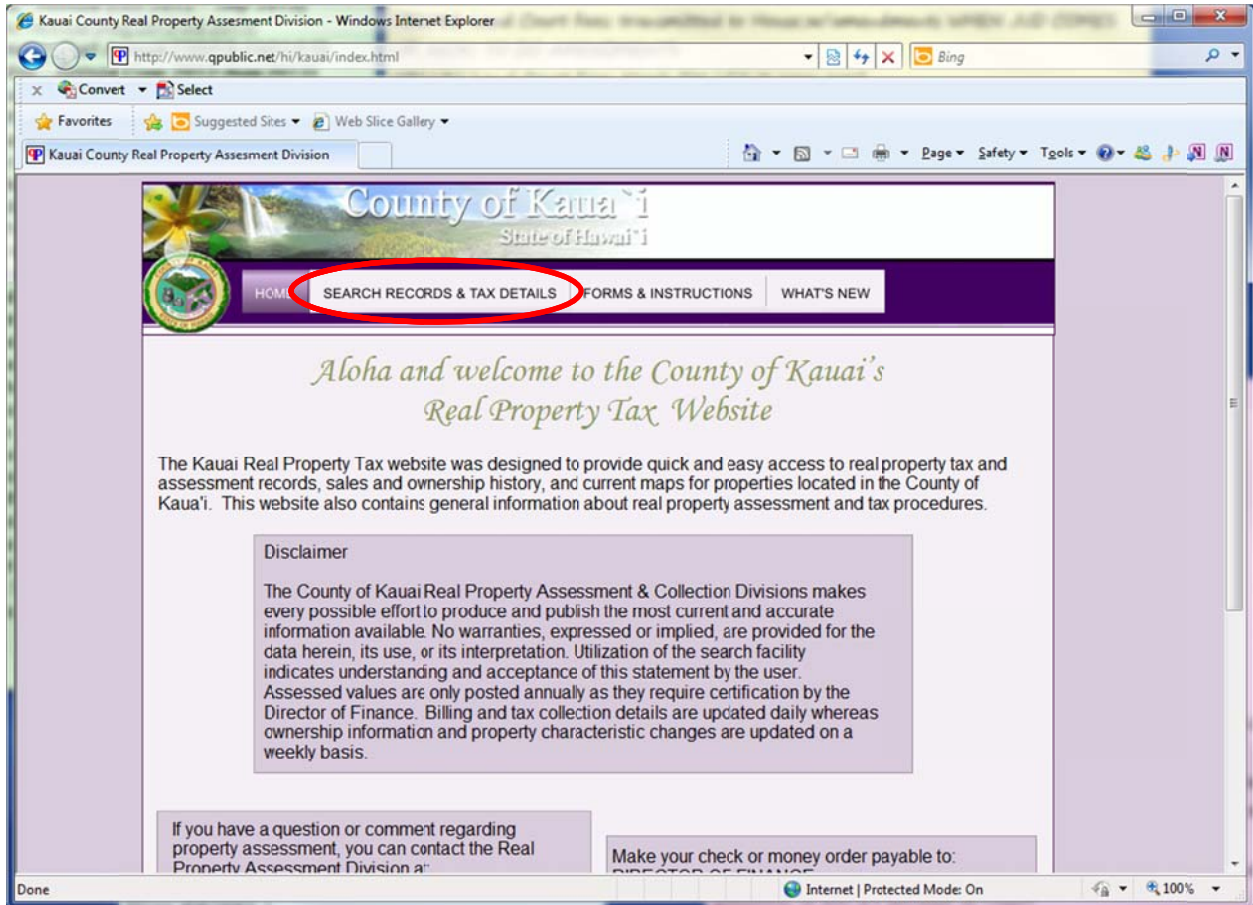 Kauai County Real Property Assesment Division - Windows Internet Explorer
http://www.qpublic.net/hi/kauai/index.html
Bing
x Convert Select
Favorites Suggested Sites Web Slice Gallery
Kauai County Real Property Assesment Division
Page Safety Tools
County of Kaua`i
State of Hawai`i
HOME SEARCH RECORDS & TAX DETAILS FORMS & INSTRUCTIONS WHAT'S NEW
Aloha and welcome to the County of Kauai's
Real Property Tax Website
The Kauai Real Property Tax website was designed to provide quick and easy access to real property tax and
assessment records, sales and ownership history, and current maps for properties located in the County of
Kaua'i. This website also contains general information about real property assessment and tax procedures.
Disclaimer
The County of Kauai Real Property Assessment & Collection Divisions makes
every possible effort to produce and publish the most current and accurate
information available. No warranties, expressed or implied, are provided for the
data herein, its use, or its interpretation. Utilization of the search facility
indicates understanding and acceptance of this statement by the user.
Assessed values are only posted annually as they require certification by the
Director of Finance. Billing and tax collection details are updated daily whereas
ownership information and property characteristic changes are updated on a
weekly basis.
If you have a question or comment regarding
property assessment, you can contact the Real
Property Assessment Division at:
Make your check or money order payable to:
DIRECTOR OF FINANCE
Done
Internet | Protected Mode: On
100%